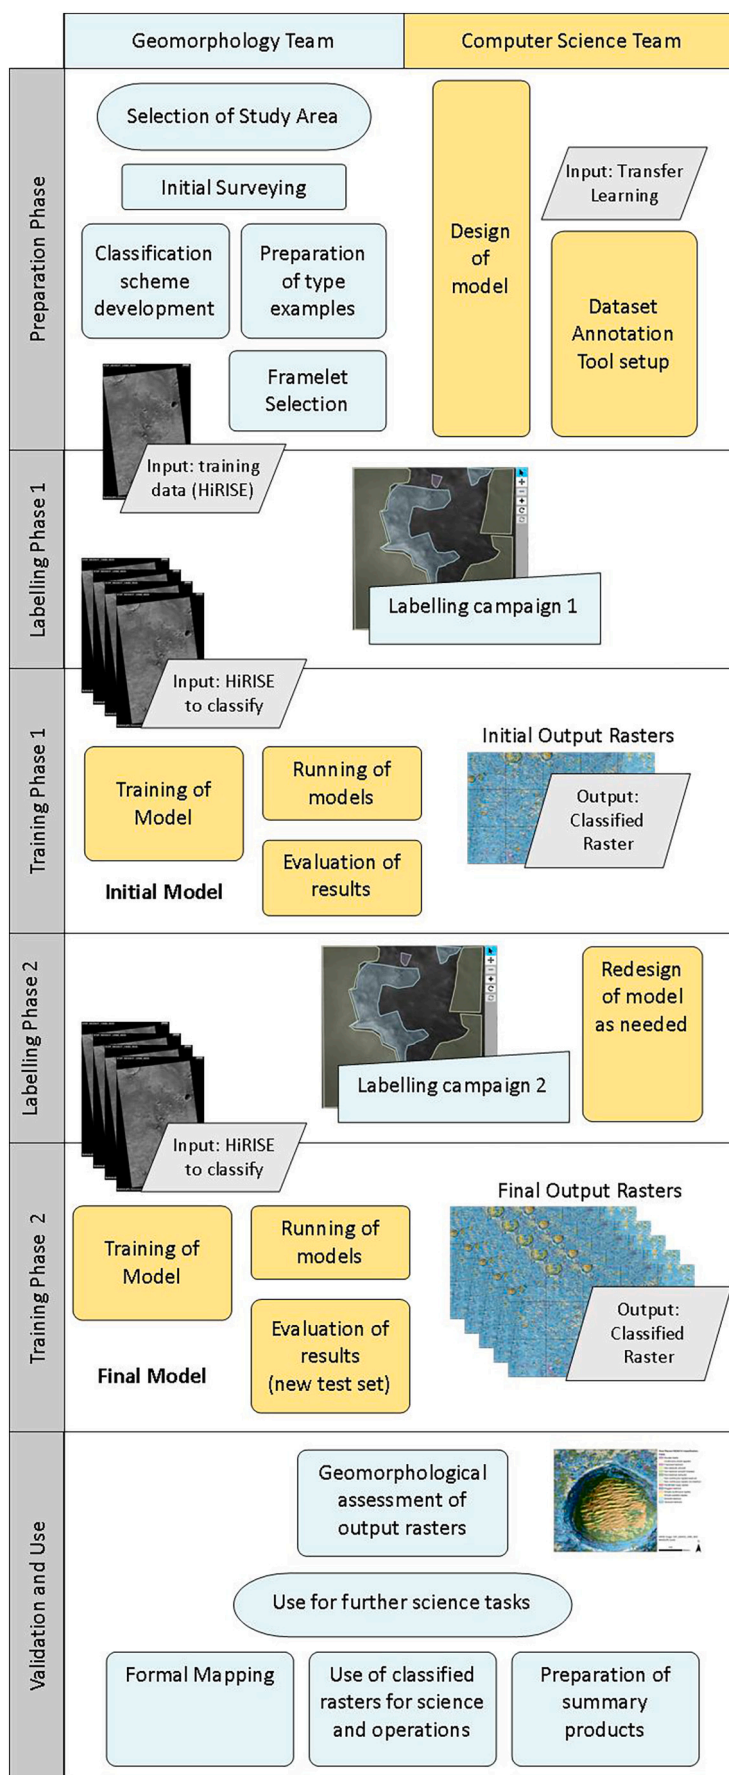 Geomorphology Team
Computer Science Team
Preparation Phase
Selection of Study Area
Initial Surveying
Classification
scheme
development
Preparation
of type
examples
Framelet
Selection
Design
of
model
Input: Transfer
Learning
Dataset
Annotation
Tool setup
Input: training
data (HiRISE)
Labelling Phase 1
Labelling campaign 1
Input: HiRISE
to classify
Training Phase 1
Training of
Model
Initial Model
Running of
models
Evaluation of
results
Initial Output Rasters
Output:
Classified
Raster
Labelling Phase 2
Labelling campaign 2
Redesign
of model
as needed
Input: HiRISE
to classify
Training Phase 2
Training of
Model
Final Model
Running of
models
Evaluation of
results
(new test set)
Final Output Rasters
Output:
Classified
Raster
Validation and Use
Geomorphological
assessment of
output rasters
Use for further science tasks
Formal Mapping
Use of classified
rasters for science
and operations
Preparation of
summary
products